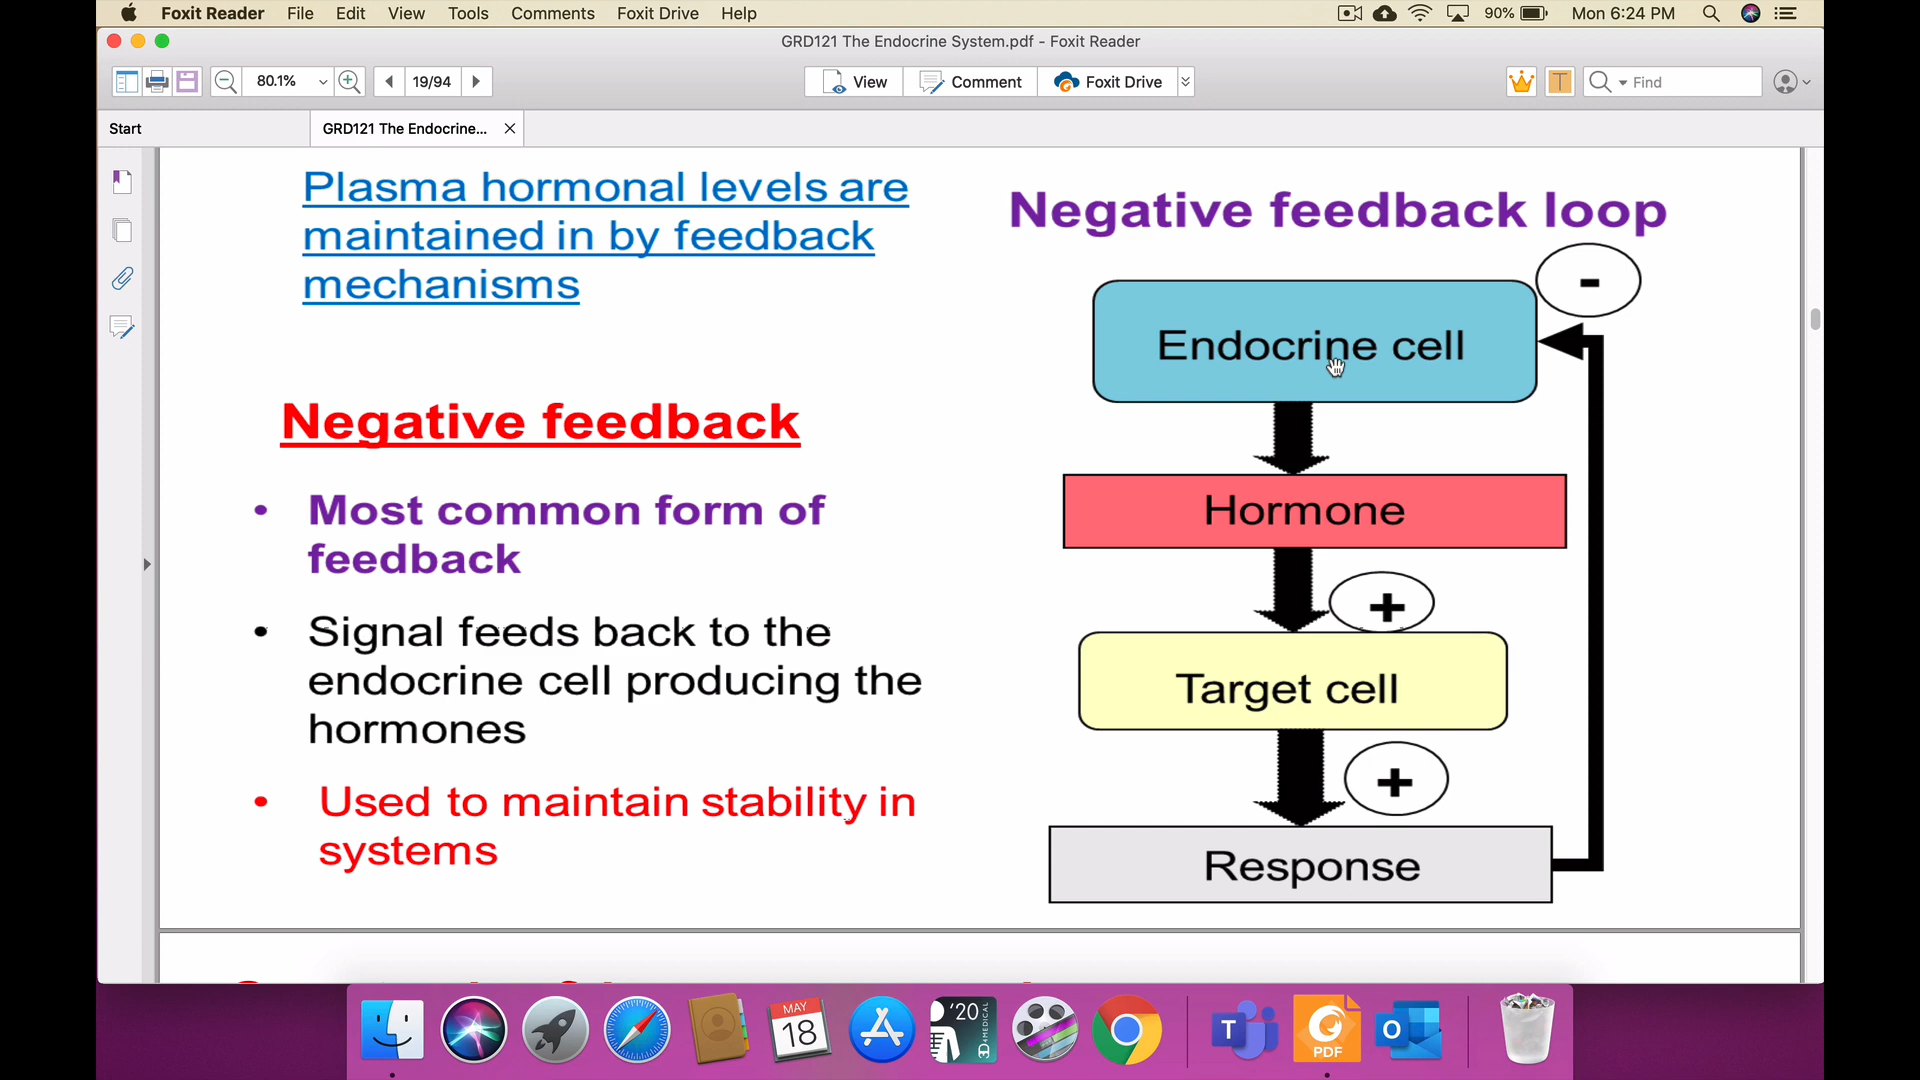 Foxit Reader File Edit View Tools Comments Foxit Drive Help 90% Mon 6:24 PM
GRD121 The Endocrine System.pdf - Foxit Reader
80.1% 19/94 View Comment Foxit Drive T Find
Start GRD121 The Endocrine...
Plasma hormonal levels are
maintained in by feedback
mechanisms
Negative feedback
• Most common form of
feedback
• Signal feeds back to the
endocrine cell producing the
hormones
• Used to maintain stability in
systems
Negative feedback loop
-
Endocrine cell
Hormone
+
Target cell
+
Response
MAY
18
'20
3D4MEDICAL
T
PDF
O